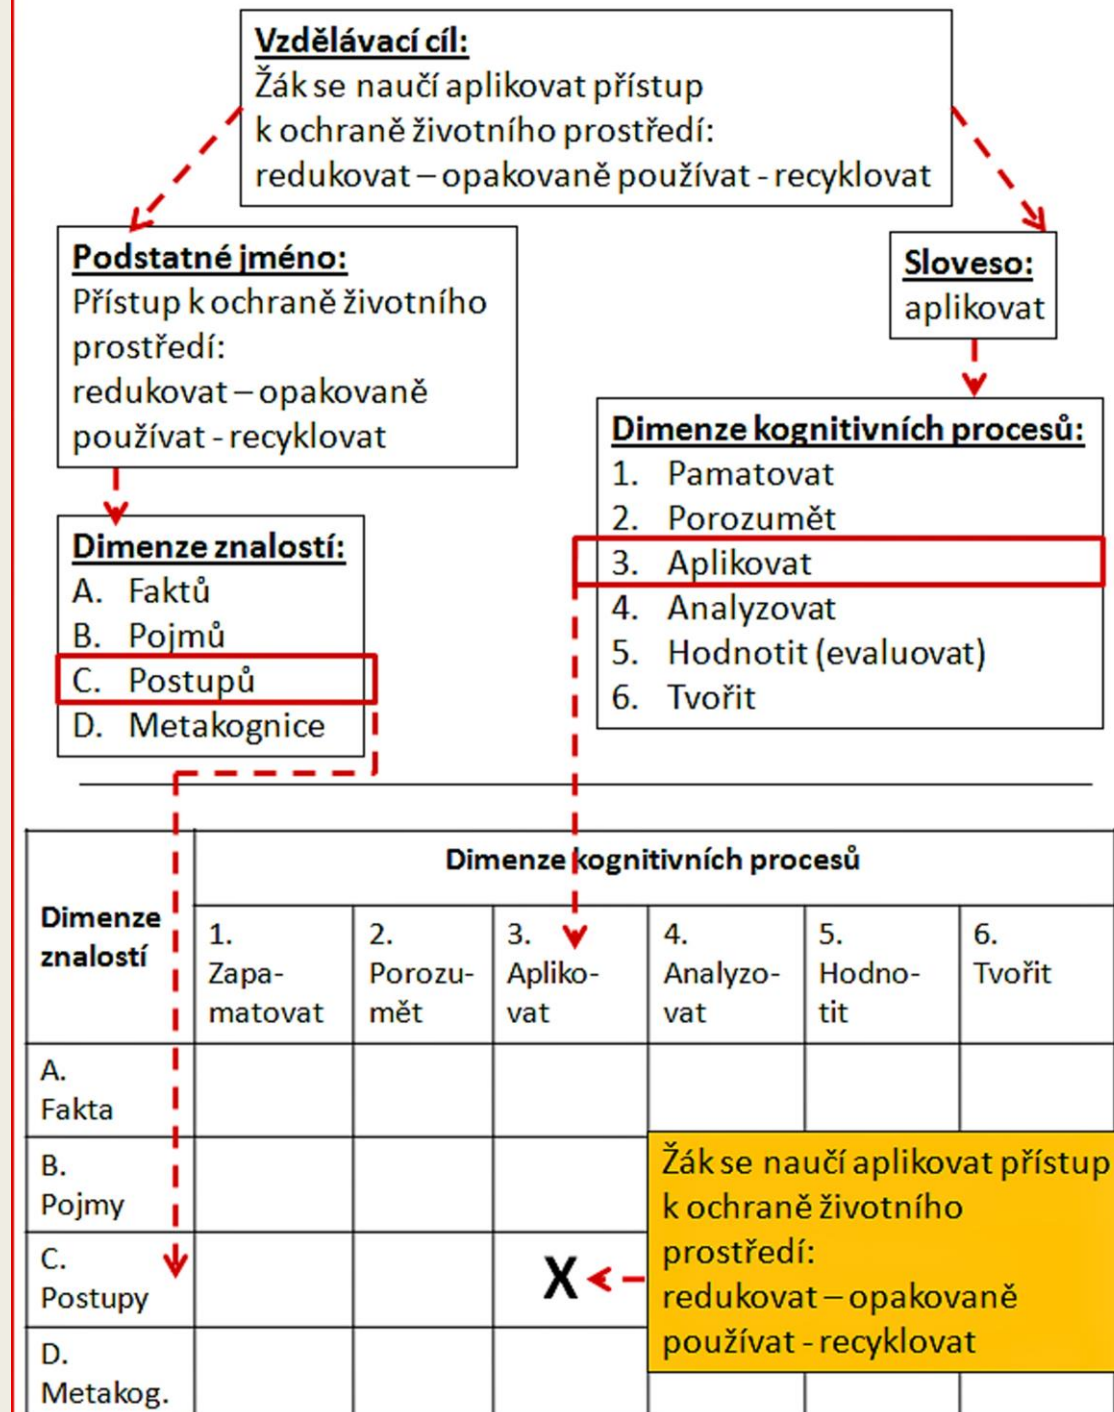 Vzdělávací cíl:
Žák se naučí aplikovat přístup
k ochraně životního prostředí:
redukovat – opakovaně používat - recyklovat
Podstatné jméno:
Přístup k ochraně životního
prostředí:
redukovat – opakovaně
používat - recyklovat
Sloveso:
aplikovat
Dimenze znalostí:
A. Faktů
B. Pojmů
C. Postupů
D. Metakognice
Dimenze kognitivních procesů:
1. Pamatovat
2. Porozumět
3. Aplikovat
4. Analyzovat
5. Hodnotit (evaluovat)
6. Tvořit
Dimenze
znalostí
Dimenze kognitivních procesů
1.
Zapa-
matovat
2.
Porozu-
mět
3.
Apliko-
vat
4.
Analyzo-
vat
5.
Hodno-
tit
6.
Tvořit
A.
Fakta
B.
Pojmy
C.
Postupy
X
Žák se naučí aplikovat přístup
k ochraně životního
prostředí:
redukovat – opakovaně
používat - recyklovat
D.
Metakog.